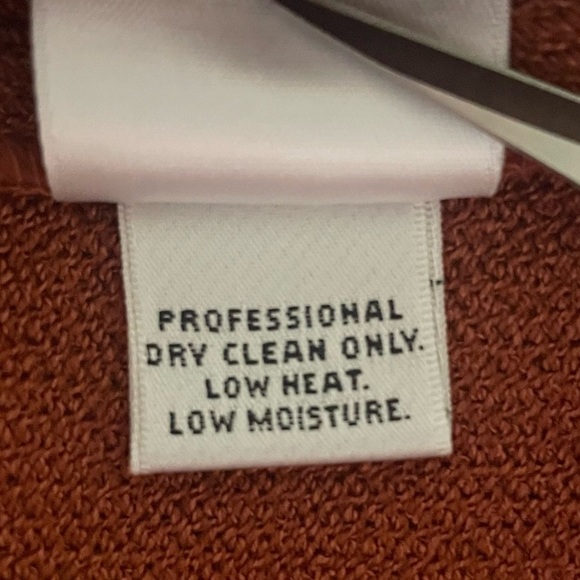 PROFESSIONAL
DRY CLEAN ONLY.
LOW HEAT.
LOW MOISTURE.